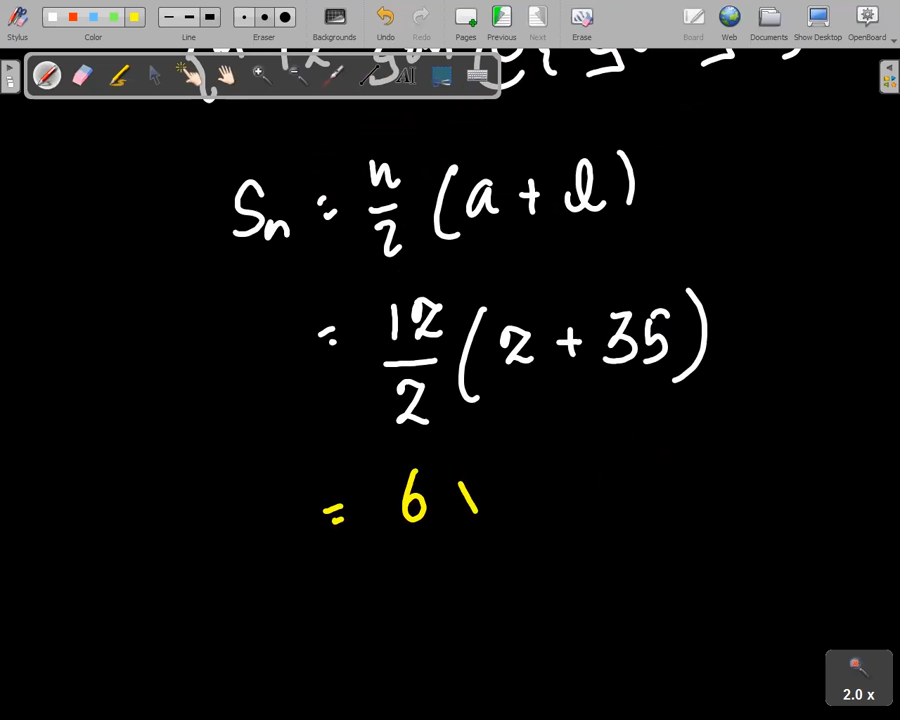 Stylus Color Line Eraser Backgrounds Undo Redo Pages Previous Next Erase Board Web Documents Show Desktop OpenBoard
Sn = n/2 (a + l)
= 12/2 (2 + 35)
= 6 \
2.0 x